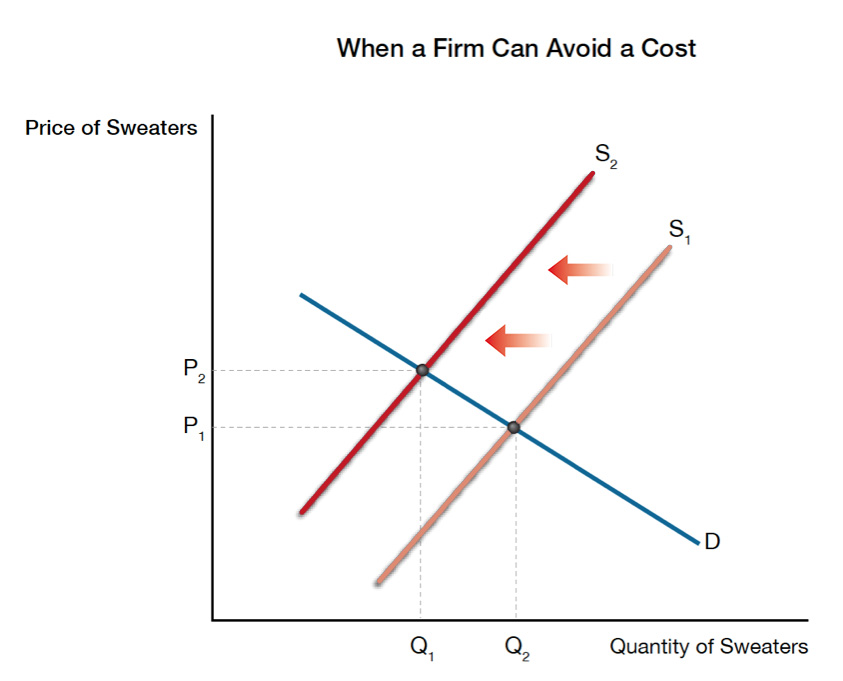 When a Firm Can Avoid a Cost
Price of Sweaters
S₂
S₁
P₂
P₁
D
Q₁ Q₂ Quantity of Sweaters